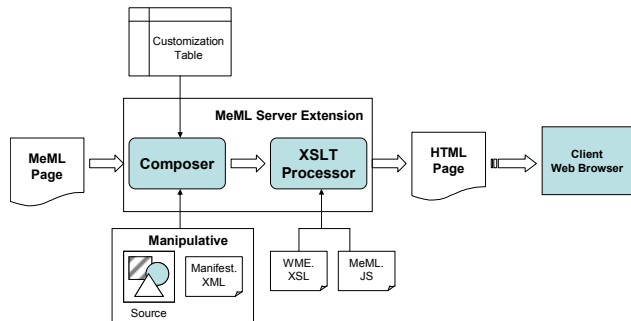 Customization
Table
MeML Server Extension
MeML
Page
Composer
XSLT
Processor
HTML
Page
Client
Web Browser
Manipulative
Manifest.
XML
Source
WME.
XSL
MeML.
JS